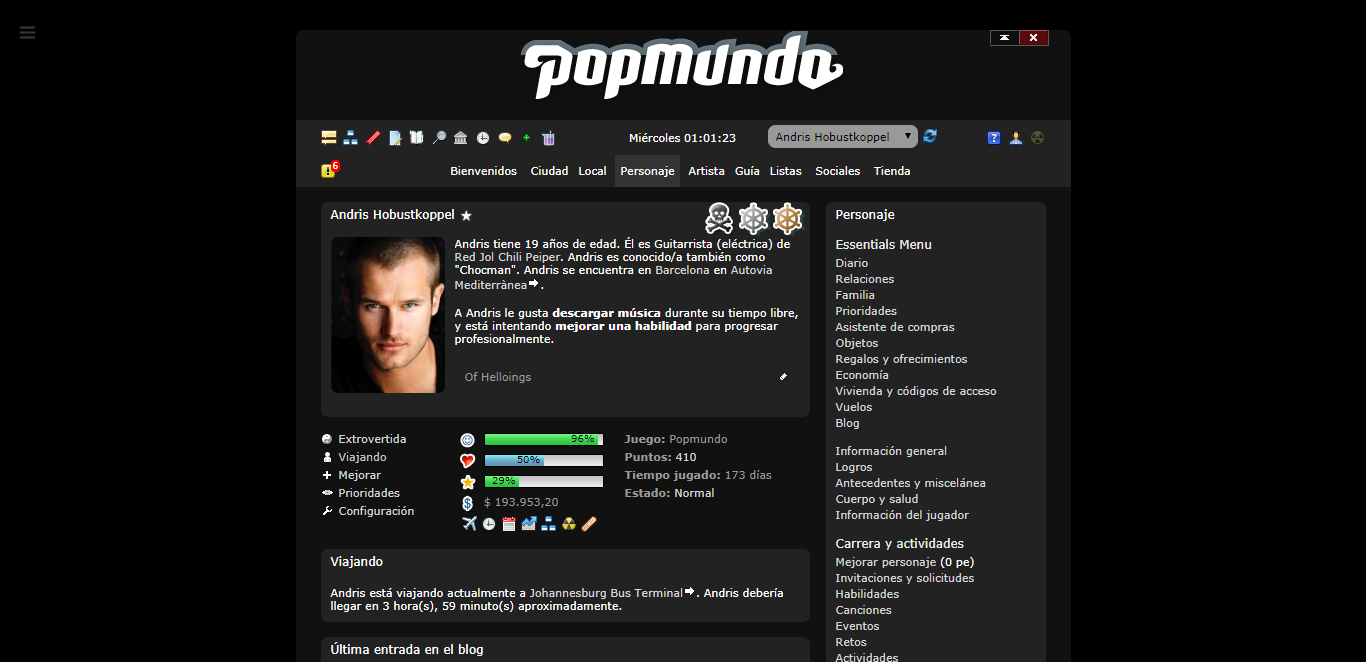 popmundo
Miércoles 01:01:23
Andris Hobustkoppel
6
Bienvenidos Ciudad Local Personaje Artista Guía Listas Sociales Tienda
Andris Hobustkoppel
Andris tiene 19 años de edad. Él es Guitarrista (eléctrica) de
Red Jol Chili Peiper. Andris es conocido/a también como
"Chocman". Andris se encuentra en Barcelona en Autovia
Mediterrànea.
A Andris le gusta descargar música durante su tiempo libre,
y está intentando mejorar una habilidad para progresar
profesionalmente.
Of Helloings
Extrovertida
Viajando
Mejorar
Prioridades
Configuración
96%
50%
29%
$ 193.953,20
Juego: Popmundo
Puntos: 410
Tiempo jugado: 173 días
Estado: Normal
Viajando
Andris está viajando actualmente a Johannesburg Bus Terminal. Andris debería
llegar en 3 hora(s), 59 minuto(s) aproximadamente.
Última entrada en el blog
Personaje
Essentials Menu
Diario
Relaciones
Familia
Prioridades
Asistente de compras
Objetos
Regalos y ofrecimientos
Economía
Vivienda y códigos de acceso
Vuelos
Blog
Información general
Logros
Antecedentes y miscelánea
Cuerpo y salud
Información del jugador
Carrera y actividades
Mejorar personaje (0 pe)
Invitaciones y solicitudes
Habilidades
Canciones
Eventos
Retos
Actividades